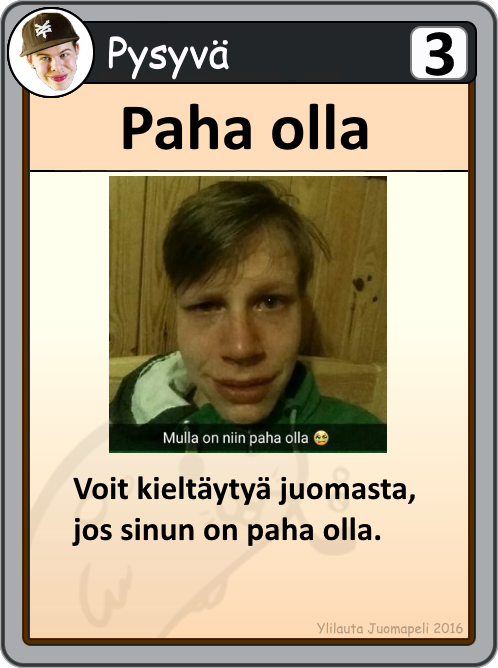 Pysyvä
3
Paha olla
Mulla on niin paha olla 😢
Voit kieltäytyä juomasta,
jos sinun on paha olla.
Ylilauta Juomapeli 2016